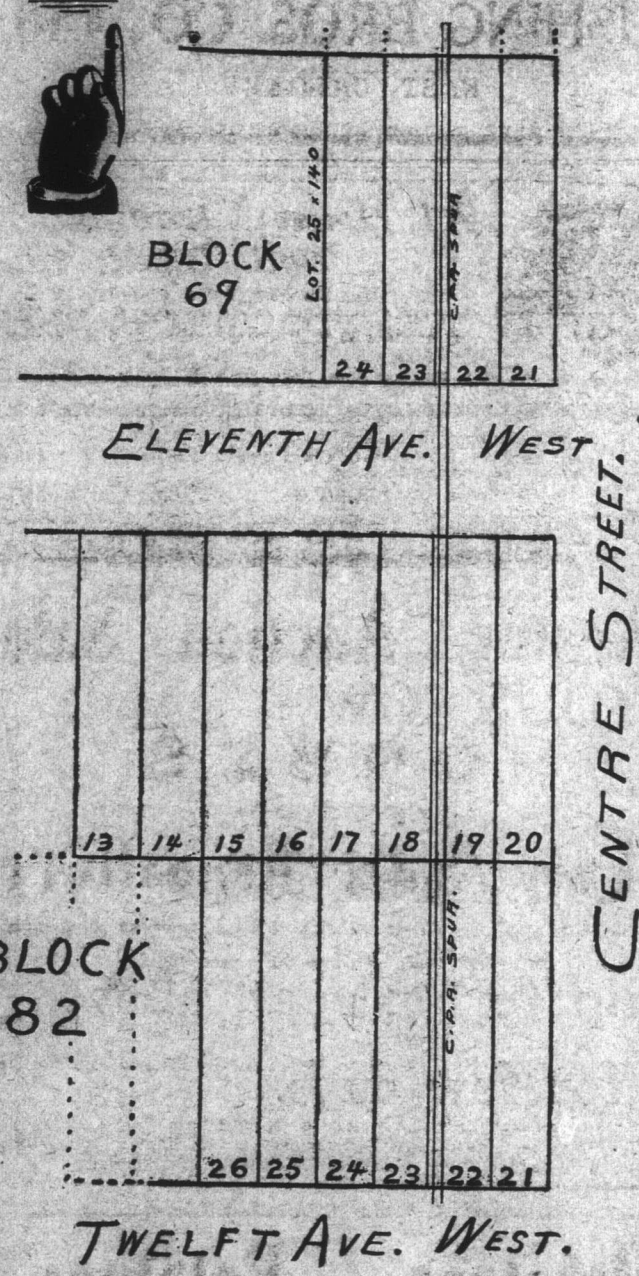 BLOCK
69
LOT. 25 x 140
C.P.R. SPUR
24 23 22 21
ELEVENTH AVE. WEST
CENTRE STREET.
13 14 15 16 17 18 19 20
BLOCK
82
C.P.R. SPUR.
26 25 24 23 22 21
TWELFT AVE. WEST.